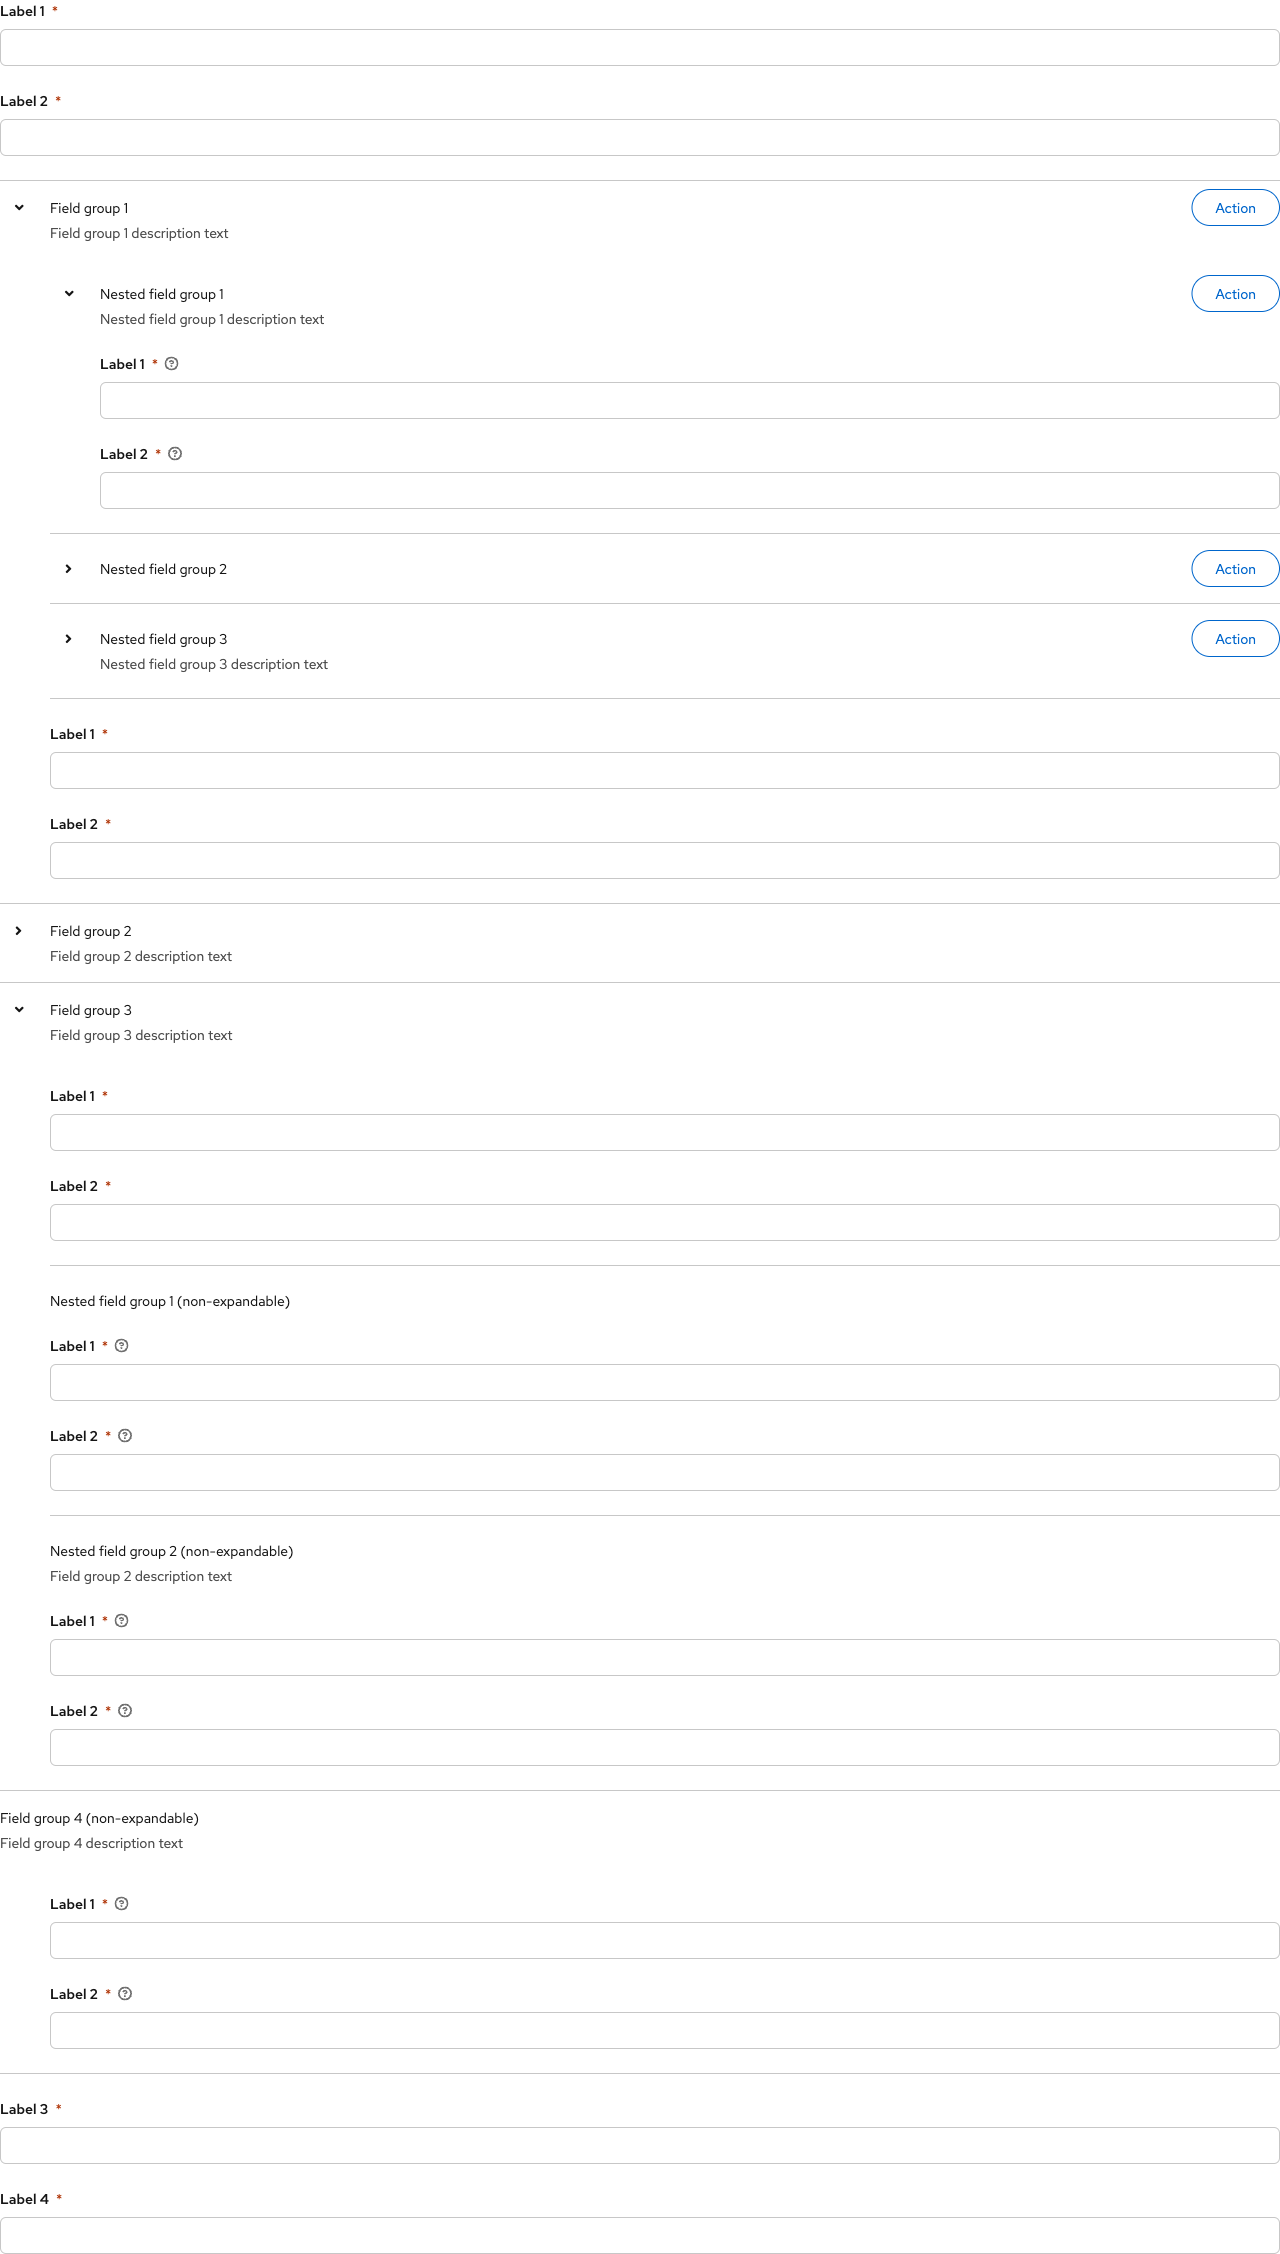 Label 1 *
Label 2 *
Field group 1 Action
Field group 1 description text
Nested field group 1 Action
Nested field group 1 description text
Label 1 *
Label 2 *
Nested field group 2 Action
Nested field group 3 Action
Nested field group 3 description text
Label 1 *
Label 2 *
Field group 2
Field group 2 description text
Field group 3
Field group 3 description text
Label 1 *
Label 2 *
Nested field group 1 (non-expandable)
Label 1 *
Label 2 *
Nested field group 2 (non-expandable)
Field group 2 description text
Label 1 *
Label 2 *
Field group 4 (non-expandable)
Field group 4 description text
Label 1 *
Label 2 *
Label 3 *
Label 4 *